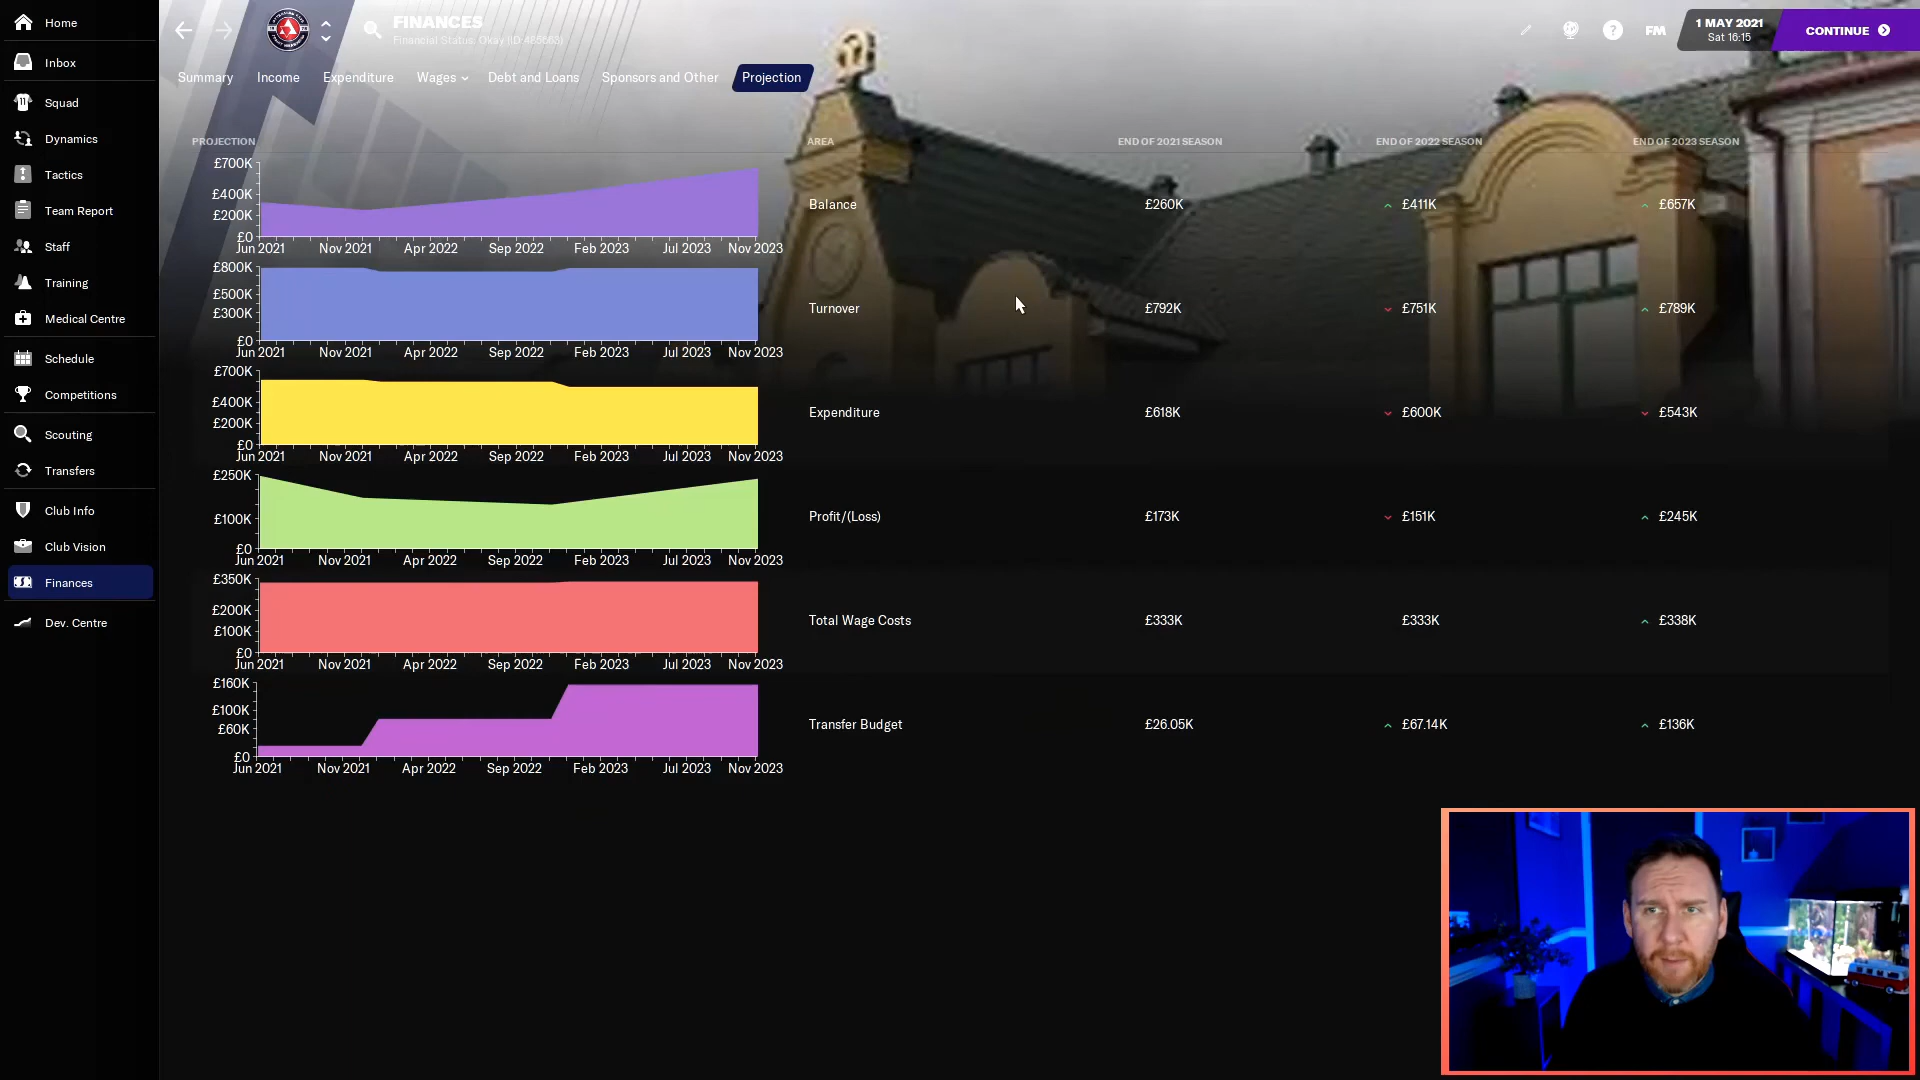 Home
Inbox
Squad
Dynamics
Tactics
Team Report
Staff
Training
Medical Centre
Schedule
Competitions
Scouting
Transfers
Club Info
Club Vision
Finances
Dev. Centre
FINANCES
Financial Status: Okay
FM
1 MAY 2021
Sat 16:15
CONTINUE
Summary Income Expenditure Wages Debt and Loans Sponsors and Other Projection
PROJECTION AREA END OF 2021 SEASON END OF 2022 SEASON END OF 2023 SEASON
£700K
£400K
£200K
£0
Jun 2021 Nov 2021 Apr 2022 Sep 2022 Feb 2023 Jul 2023 Nov 2023
Balance £260K £411K £657K
£800K
£500K
£300K
£0
Jun 2021 Nov 2021 Apr 2022 Sep 2022 Feb 2023 Jul 2023 Nov 2023
Turnover £792K £751K £789K
£700K
£400K
£200K
£0
Jun 2021 Nov 2021 Apr 2022 Sep 2022 Feb 2023 Jul 2023 Nov 2023
Expenditure £618K £600K £543K
£250K
£100K
£0
Jun 2021 Nov 2021 Apr 2022 Sep 2022 Feb 2023 Jul 2023 Nov 2023
Profit/(Loss) £173K £151K £245K
£350K
£200K
£100K
£0
Jun 2021 Nov 2021 Apr 2022 Sep 2022 Feb 2023 Jul 2023 Nov 2023
Total Wage Costs £333K £333K £338K
£160K
£100K
£60K
£0
Jun 2021 Nov 2021 Apr 2022 Sep 2022 Feb 2023 Jul 2023 Nov 2023
Transfer Budget £26.05K £67.14K £136K